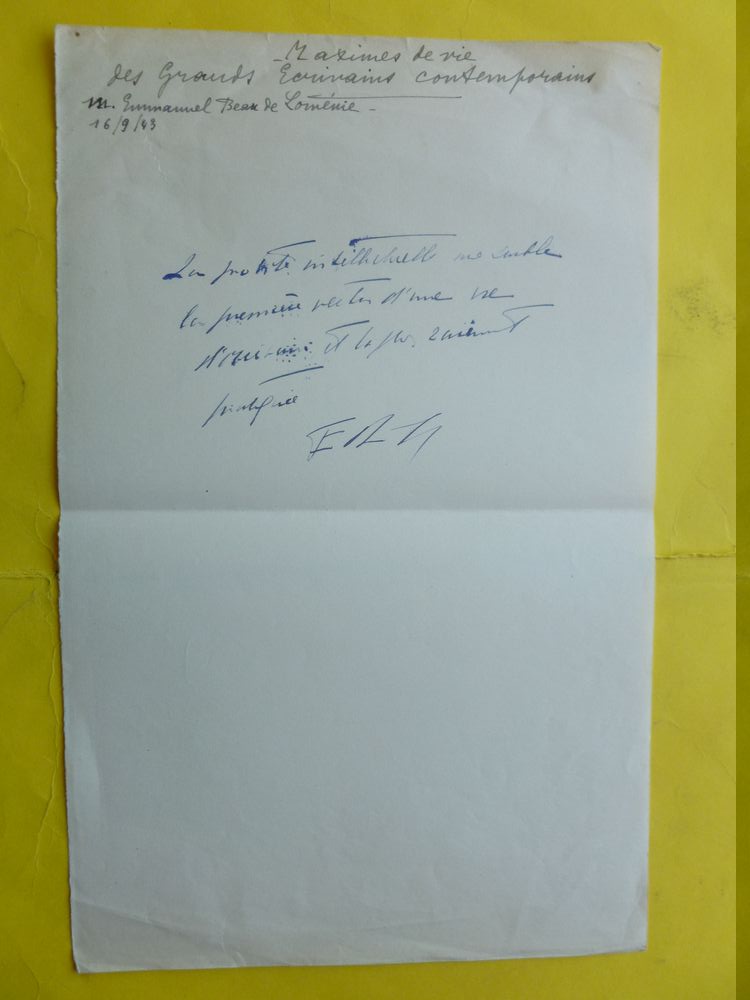 Maximes de vie
des Grands Ecrivains contemporains
M. Emmanuel Beau de Loménie -
16/9/43
La probité intellectuelle me semble
la première vertu d'une vie
d'écrivain et la plus rarement
pratiquée